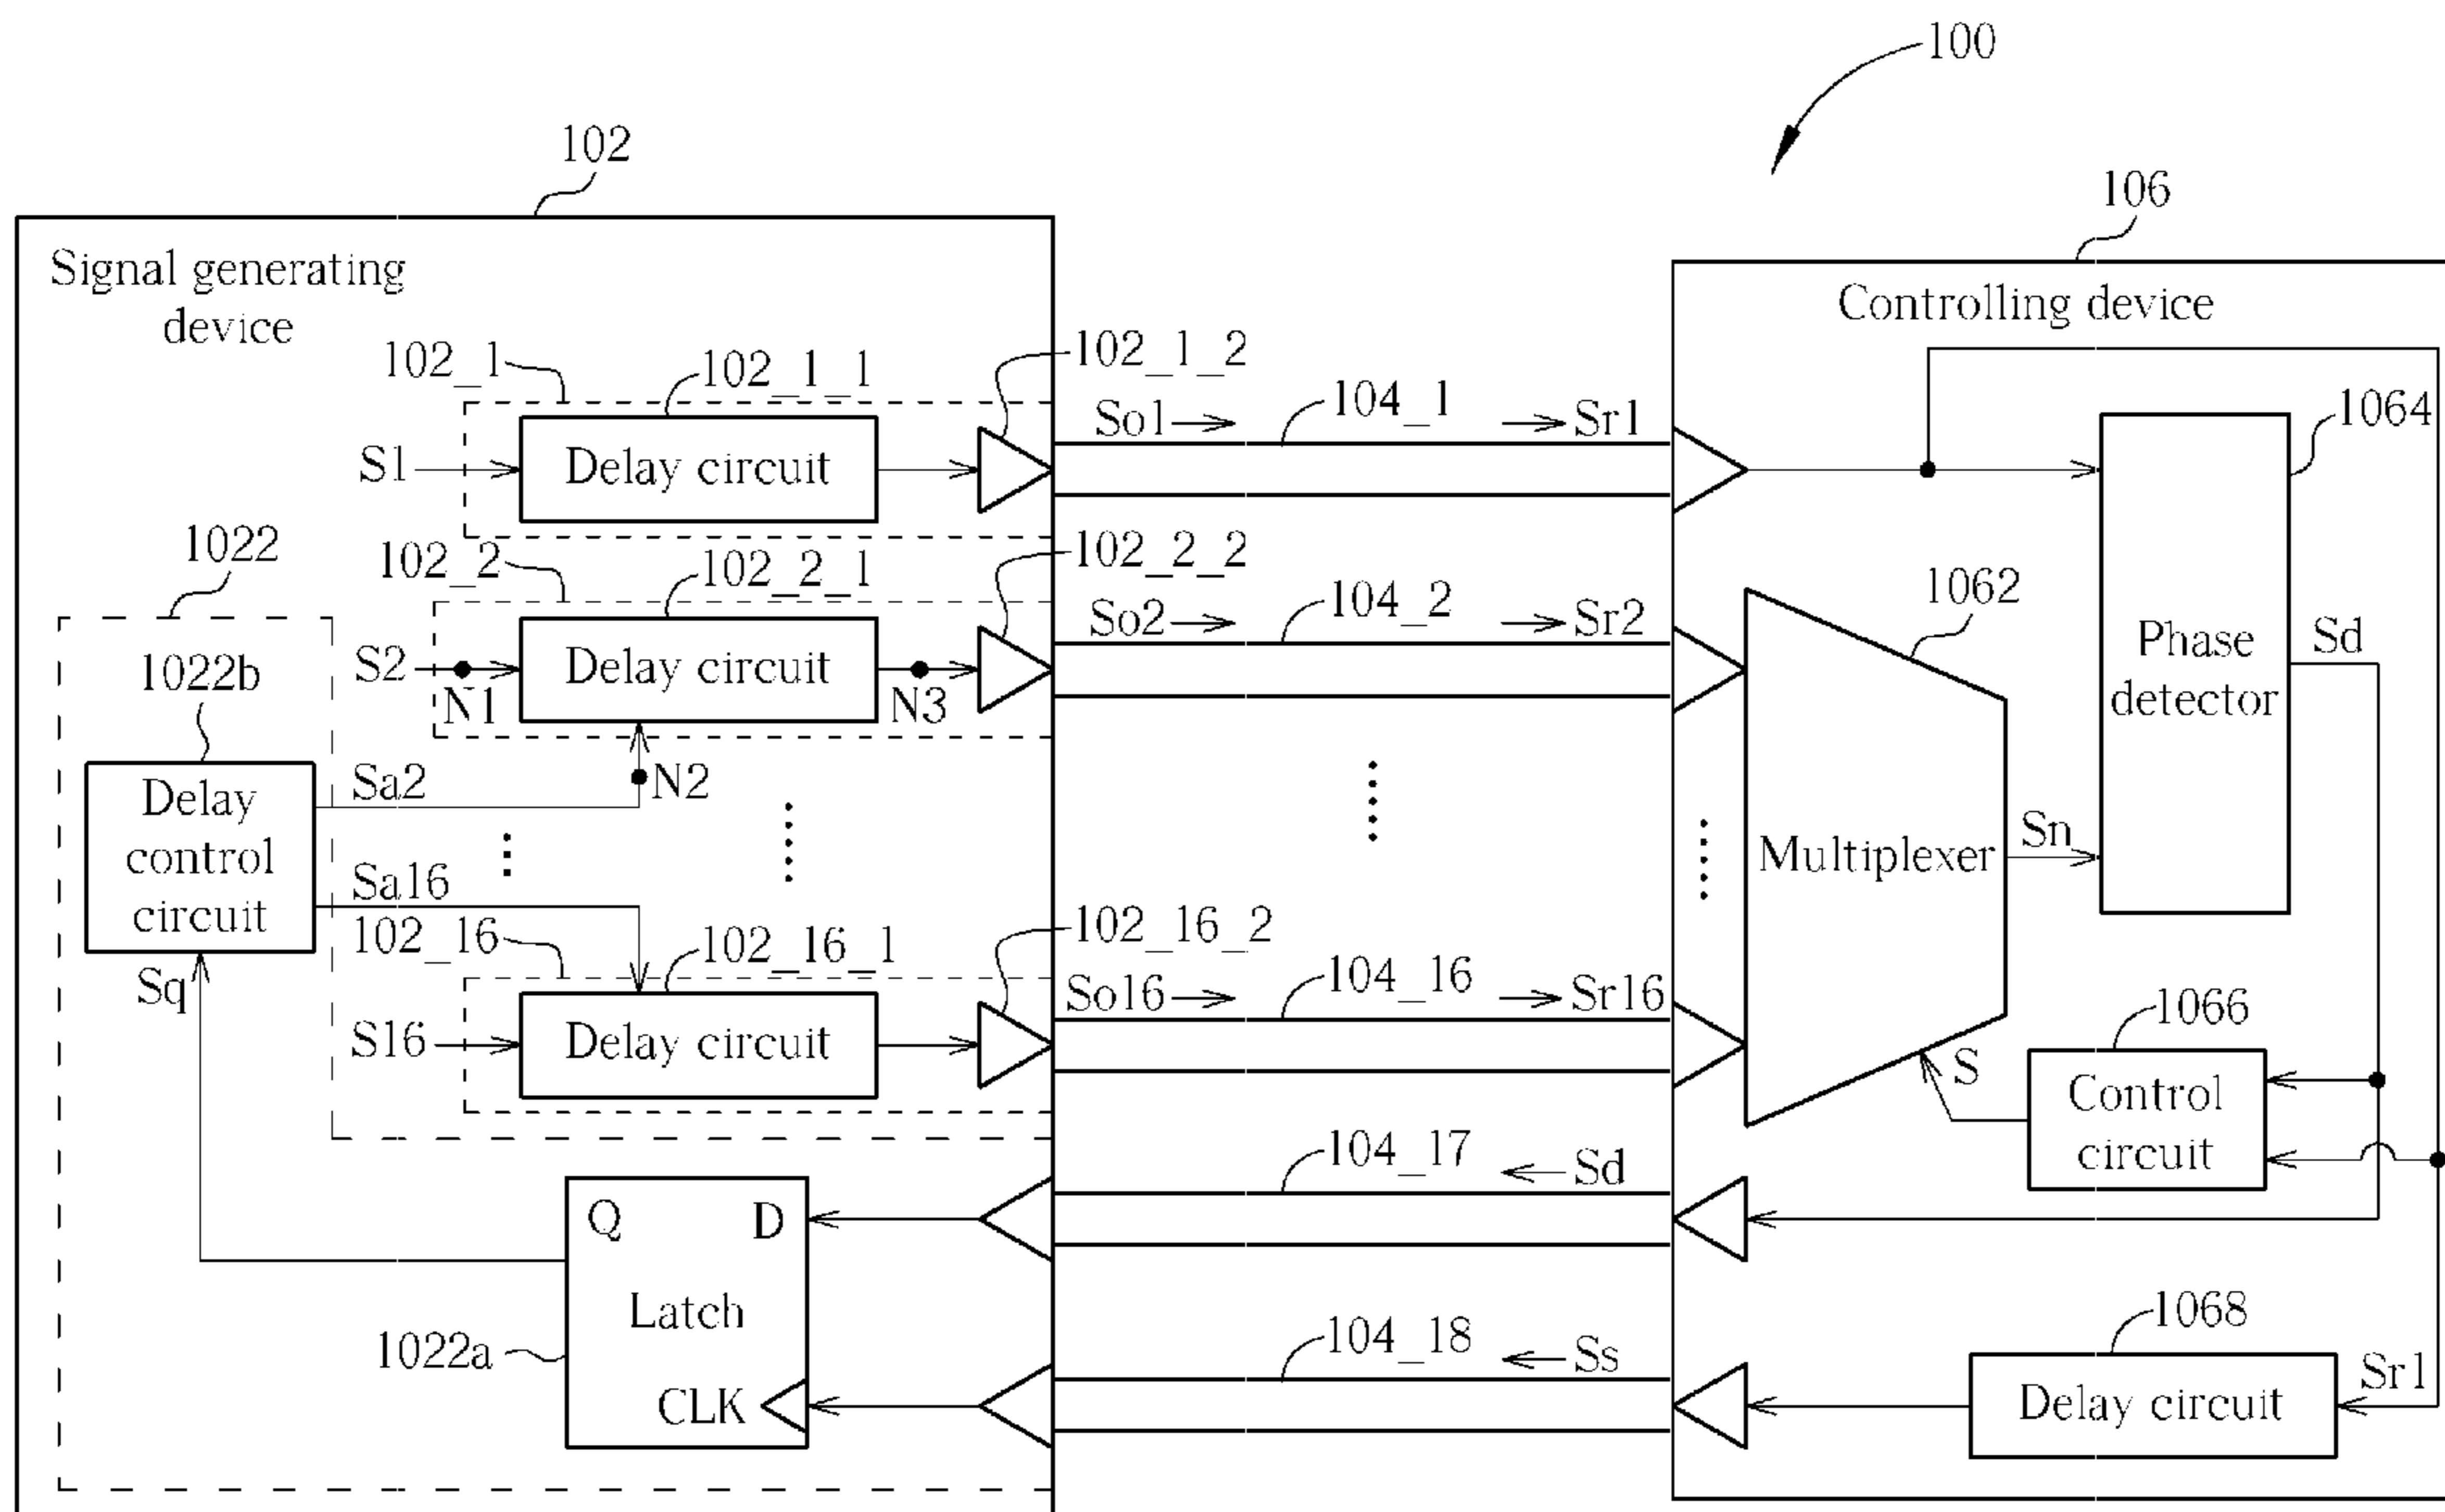 100
102
106
Signal generating
device
Controlling device
102_1
102_1_1
102_1_2
So1
104_1
Sr1
1064
S1
Delay circuit
1022
102_2
102_2_1
102_2_2
So2
104_2
Sr2
1062
1022b
S2
N1
Delay circuit
N3
Phase
detector
Sd
Sa2
N2
Delay
control
circuit
Sa16
Multiplexer
Sn
102_16
102_16_1
102_16_2
Sq
So16
104_16
Sr16
1066
S16
Delay circuit
S
Control
circuit
104_17
Sd
Q
D
Latch
1022a
CLK
104_18
Ss
1068
Delay circuit
Sr1